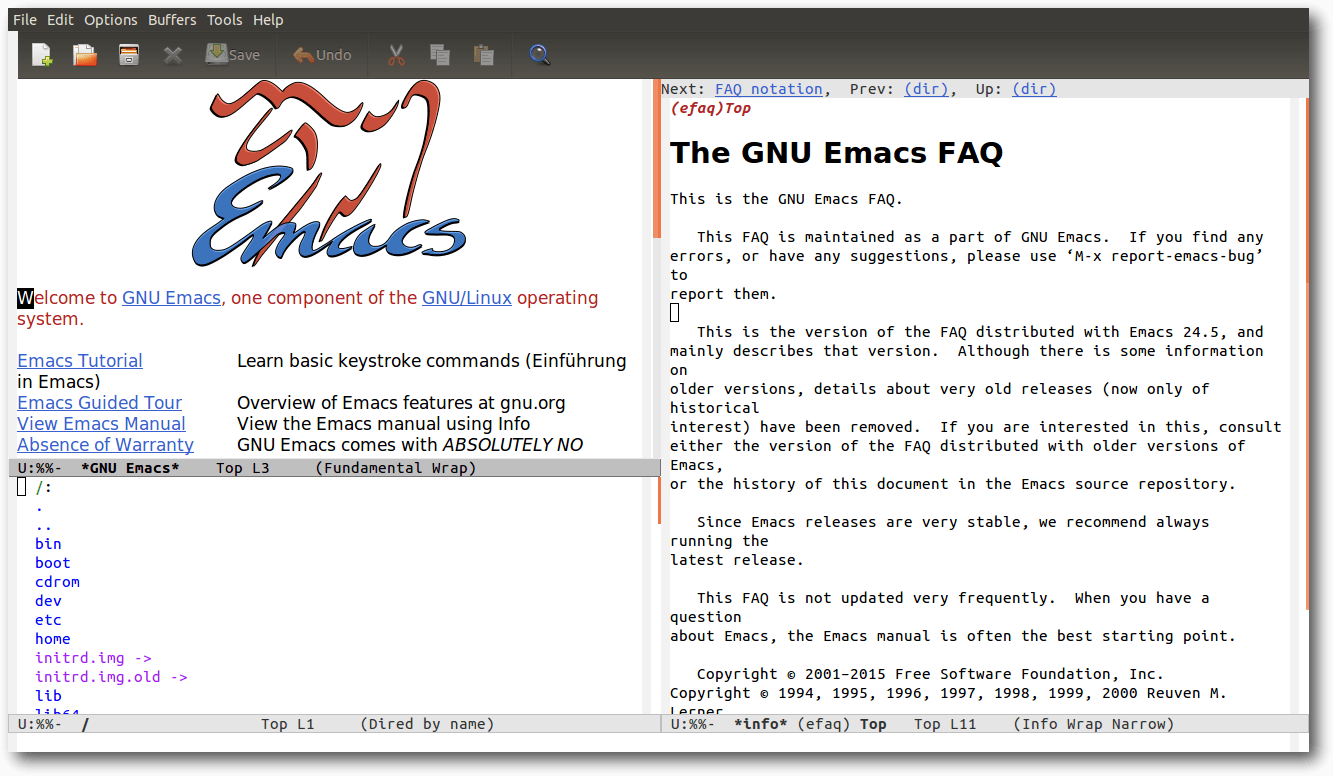 File Edit Options Buffers Tools Help
Save Undo
Emacs
Welcome to GNU Emacs, one component of the GNU/Linux operating
system.
Emacs Tutorial Learn basic keystroke commands (Einführung
in Emacs)
Emacs Guided Tour Overview of Emacs features at gnu.org
View Emacs Manual View the Emacs manual using Info
Absence of Warranty GNU Emacs comes with ABSOLUTELY NO
U:%%- *GNU Emacs* Top L3 (Fundamental Wrap)
/:
.
..
bin
boot
cdrom
dev
etc
home
initrd.img ->
initrd.img.old ->
lib
lib64
U:%%- / Top L1 (Dired by name)
Next: FAQ notation, Prev: (dir), Up: (dir)
(efaq)Top
The GNU Emacs FAQ
This is the GNU Emacs FAQ.
This FAQ is maintained as a part of GNU Emacs. If you find any
errors, or have any suggestions, please use ‘M-x report-emacs-bug’
to
report them.
This is the version of the FAQ distributed with Emacs 24.5, and
mainly describes that version. Although there is some information
on
older versions, details about very old releases (now only of
historical
interest) have been removed. If you are interested in this, consult
either the version of the FAQ distributed with older versions of
Emacs,
or the history of this document in the Emacs source repository.
Since Emacs releases are very stable, we recommend always
running the
latest release.
This FAQ is not updated very frequently. When you have a
question
about Emacs, the Emacs manual is often the best starting point.
Copyright © 2001–2015 Free Software Foundation, Inc.
Copyright © 1994, 1995, 1996, 1997, 1998, 1999, 2000 Reuven M.
Lerner
U:%%- *info* (efaq) Top Top L11 (Info Wrap Narrow)